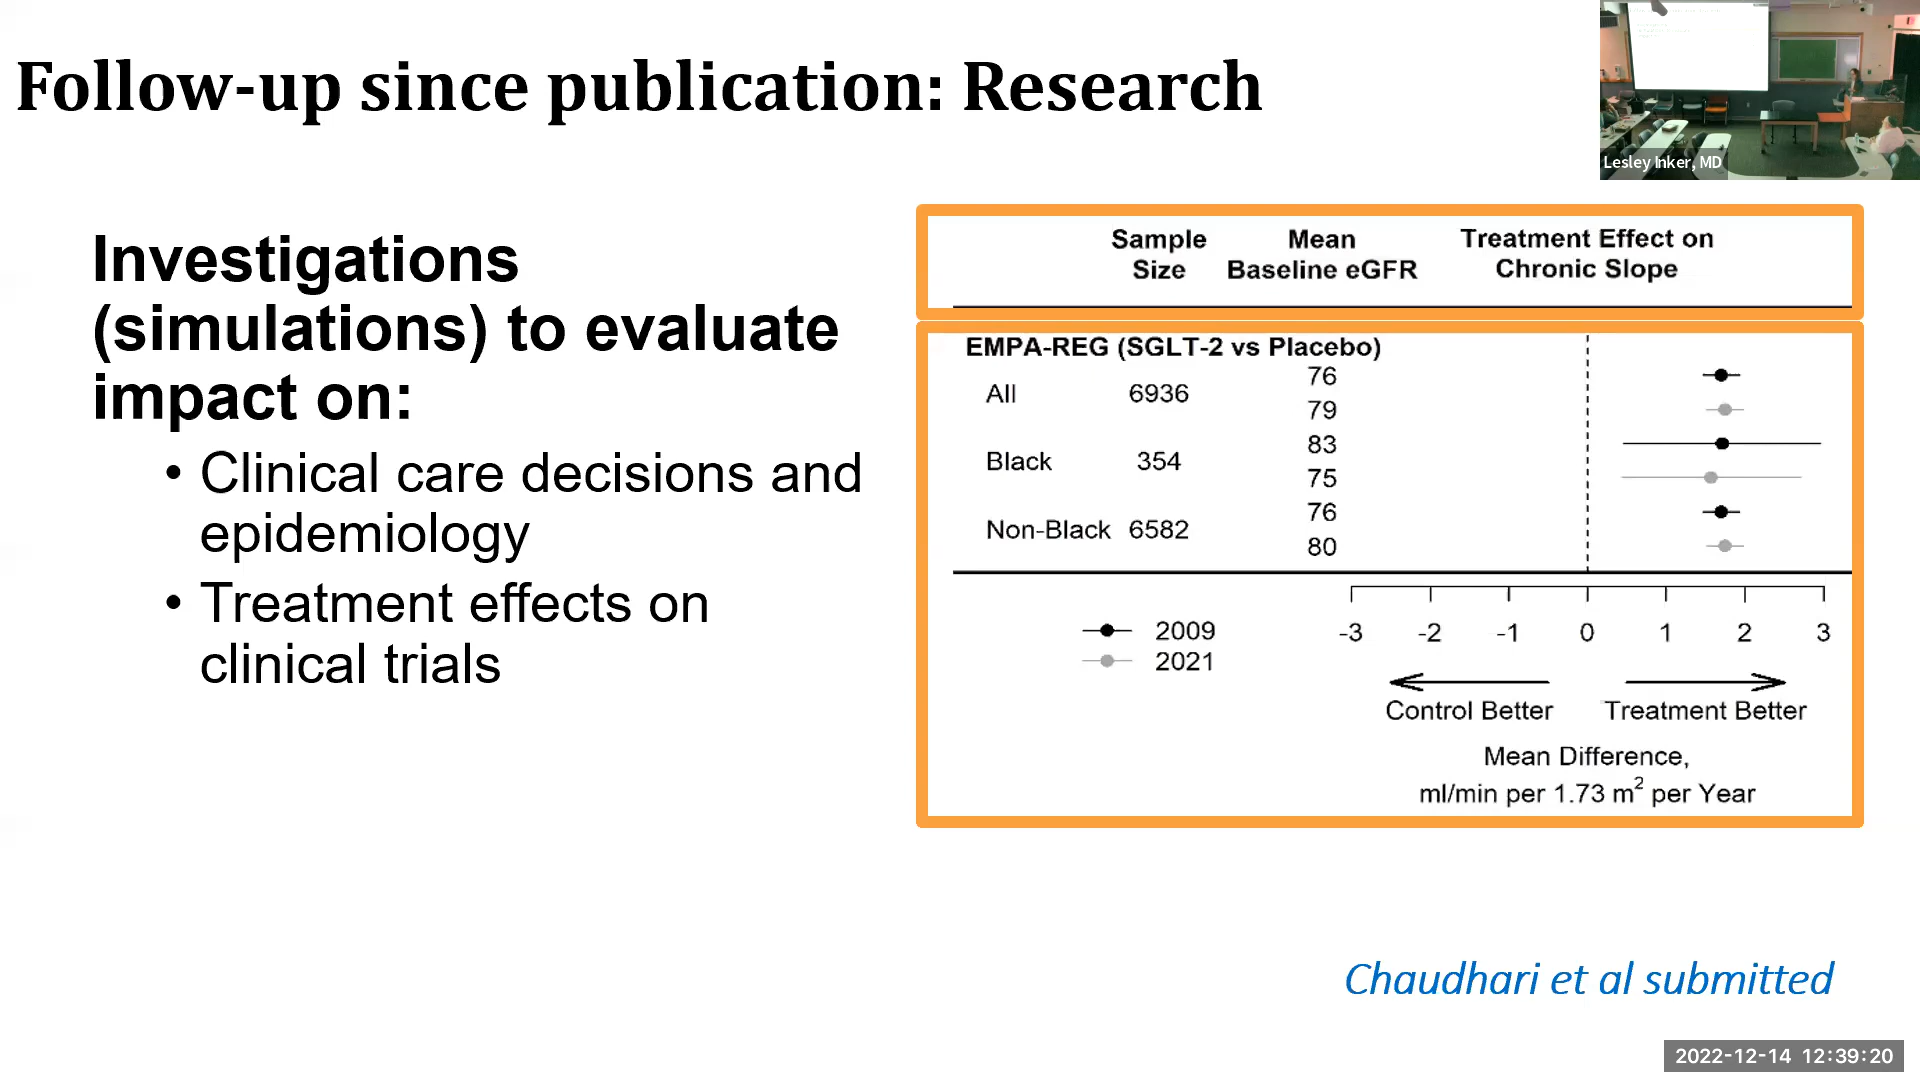 Follow-up since publication: Research
Lesley Inker, MD
Investigations
(simulations) to evaluate
impact on:
• Clinical care decisions and
epidemiology
• Treatment effects on
clinical trials
Sample Mean Treatment Effect on
Size Baseline eGFR Chronic Slope
EMPA-REG (SGLT-2 vs Placebo)
76
All 6936
79
83
Black 354
75
76
Non-Black 6582
80
-3 -2 -1 0 1 2 3
2009
2021
Control Better Treatment Better
Mean Difference,
ml/min per 1.73 m² per Year
Chaudhari et al submitted
2022-12-14 12:39:20